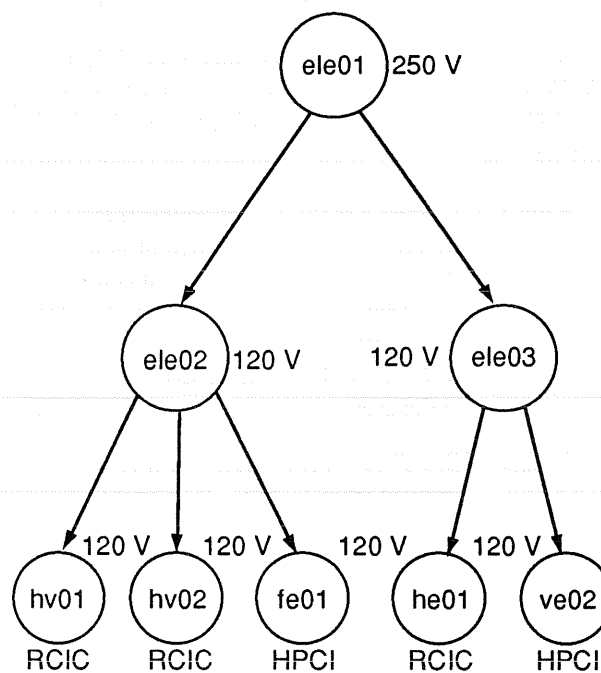 ele01 250 V
ele02 120 V 120 V ele03
120 V 120 V 120 V 120 V
hv01 hv02 fe01 he01 ve02
RCIC RCIC HPCI RCIC HPCI